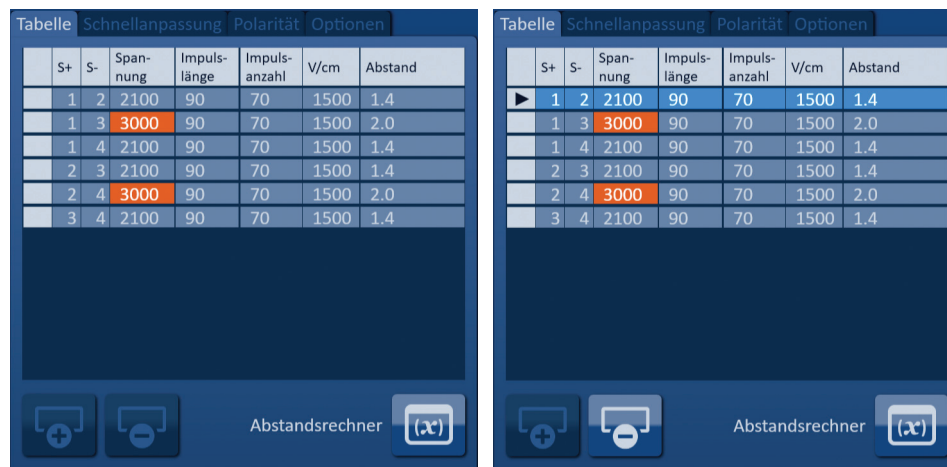 Tabelle Schnellanpassung Polarität Optionen
S+ S- Span-nung Impuls-länge Impuls-anzahl V/cm Abstand
1 2 2100 90 70 1500 1.4
1 3 3000 90 70 1500 2.0
1 4 2100 90 70 1500 1.4
2 3 2100 90 70 1500 1.4
2 4 3000 90 70 1500 2.0
3 4 2100 90 70 1500 1.4
Abstandsrechner (x)
Tabelle Schnellanpassung Polarität Optionen
S+ S- Span-nung Impuls-länge Impuls-anzahl V/cm Abstand
1 2 2100 90 70 1500 1.4
1 3 3000 90 70 1500 2.0
1 4 2100 90 70 1500 1.4
2 3 2100 90 70 1500 1.4
2 4 3000 90 70 1500 2.0
3 4 2100 90 70 1500 1.4
Abstandsrechner (x)